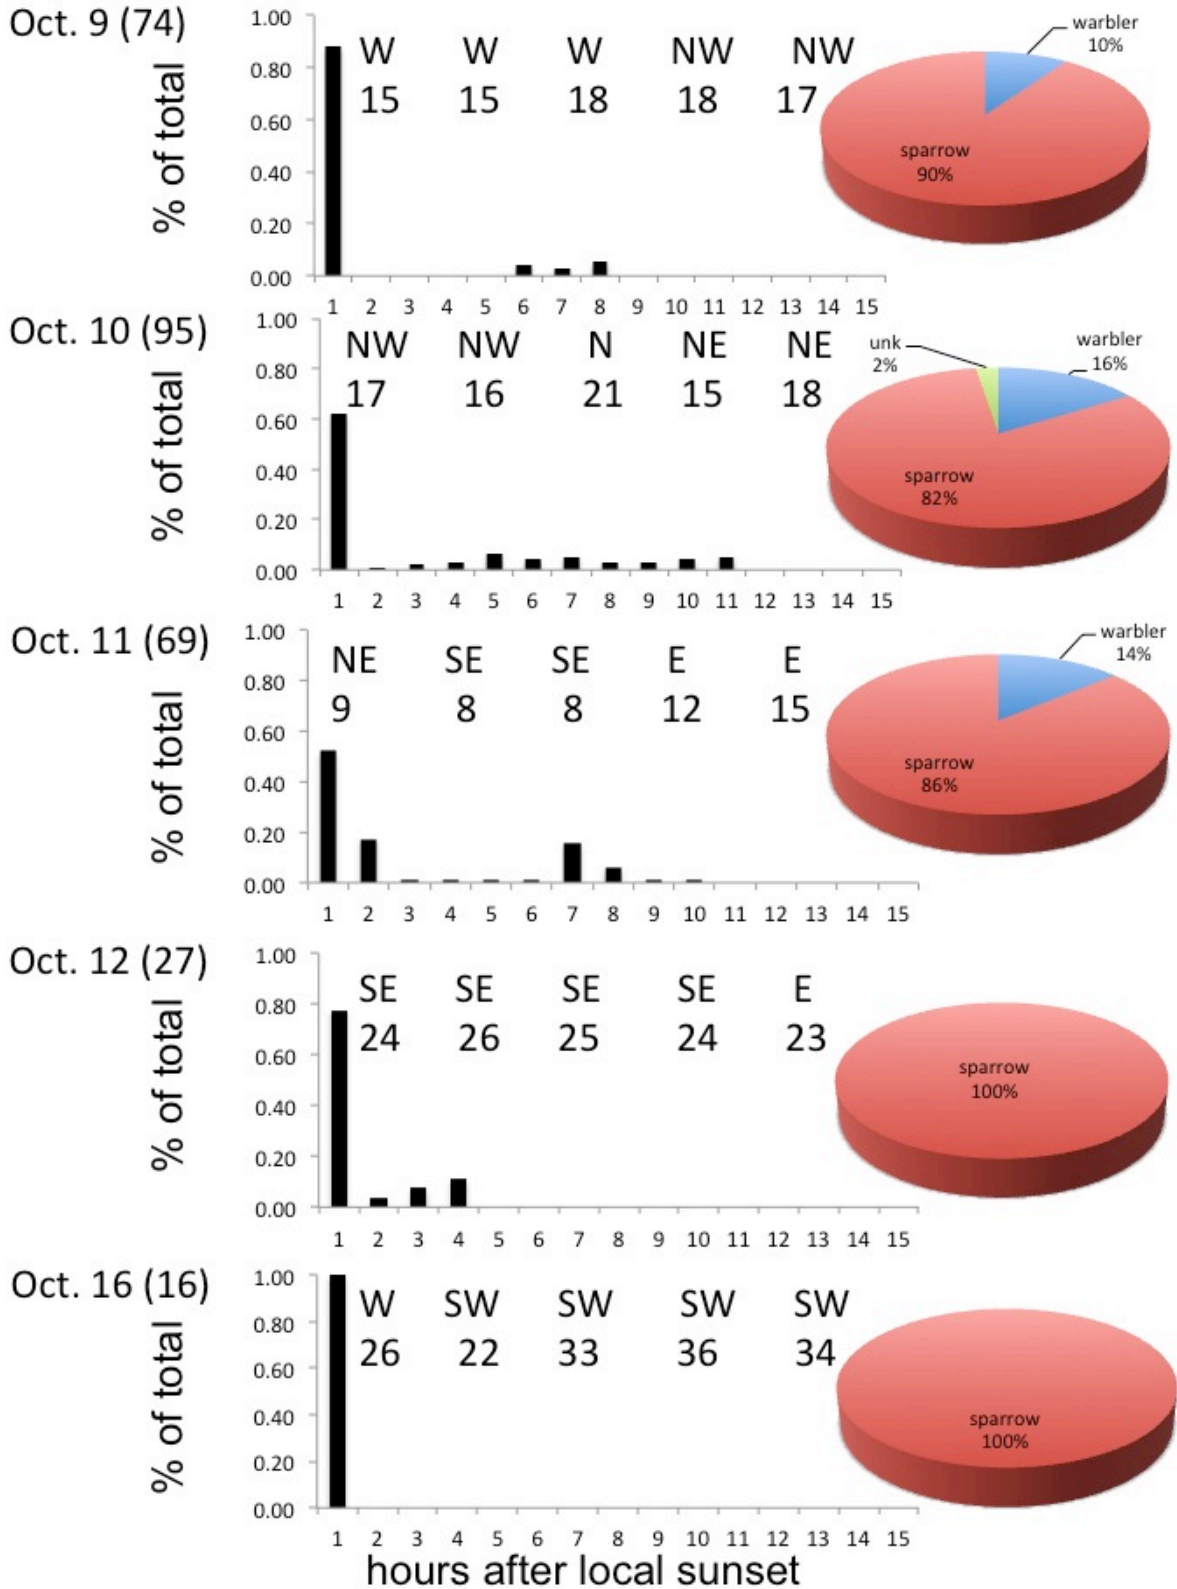 Oct. 9 (74)
% of total
1.00
0.80
0.60
0.40
0.20
0.00
W W W NW NW
15 15 18 18 17
1 2 3 4 5 6 7 8 9 10 11 12 13 14 15
warbler
10%
sparrow
90%
Oct. 10 (95)
% of total
1.00
0.80
0.60
0.40
0.20
0.00
NW NW N NE NE
17 16 21 15 18
1 2 3 4 5 6 7 8 9 10 11 12 13 14 15
unk
2%
warbler
16%
sparrow
82%
Oct. 11 (69)
% of total
1.00
0.80
0.60
0.40
0.20
0.00
NE SE SE E E
9 8 8 12 15
1 2 3 4 5 6 7 8 9 10 11 12 13 14 15
warbler
14%
sparrow
86%
Oct. 12 (27)
% of total
1.00
0.80
0.60
0.40
0.20
0.00
SE SE SE SE E
24 26 25 24 23
1 2 3 4 5 6 7 8 9 10 11 12 13 14 15
sparrow
100%
Oct. 16 (16)
% of total
1.00
0.80
0.60
0.40
0.20
0.00
W SW SW SW SW
26 22 33 36 34
1 2 3 4 5 6 7 8 9 10 11 12 13 14 15
sparrow
100%
hours after local sunset